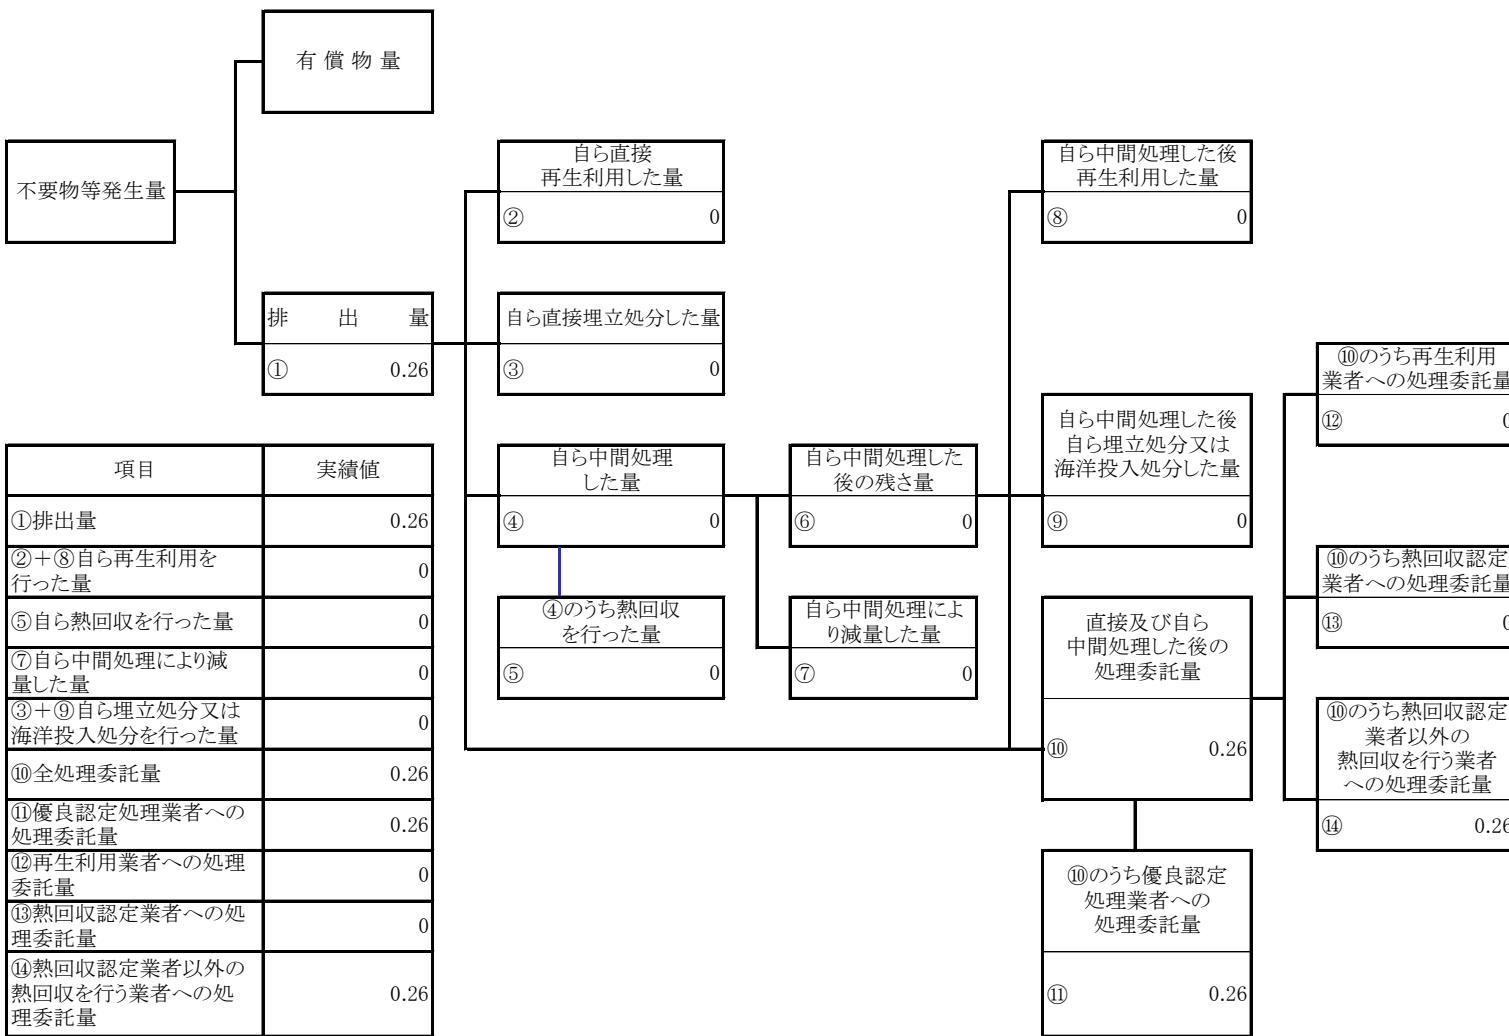 有償物量
不要物等発生量
自ら直接
再生利用した量
② 0
自ら中間処理した後
再生利用した量
⑧ 0
排出量
① 0.26
自ら直接埋立処分した量
③ 0
⑩のうち再生利用
業者への処理委託量
⑫ 0
自ら中間処理した後
自ら埋立処分又は
海洋投入処分した量
⑨ 0
自ら中間処理
した量
④ 0
自ら中間処理した
後の残さ量
⑥ 0
④のうち熱回収
を行った量
⑤ 0
自ら中間処理によ
り減量した量
⑦ 0
⑩のうち熱回収認定
業者への処理委託量
⑬ 0
直接及び自ら
中間処理した後の
処理委託量
⑩ 0.26
⑩のうち熱回収認定
業者以外の
熱回収を行う業者
への処理委託量
⑭ 0.26
⑩のうち優良認定
処理業者への
処理委託量
⑪ 0.26
項目 実績値
①排出量 0.26
②+⑧自ら再生利用を
行った量 0
⑤自ら熱回収を行った量 0
⑦自ら中間処理により減
量した量 0
③+⑨自ら埋立処分又は
海洋投入処分を行った量 0
⑩全処理委託量 0.26
⑪優良認定処理業者への
処理委託量 0.26
⑫再生利用業者への処理
委託量 0
⑬熱回収認定業者への処
理委託量 0
⑭熱回収認定業者以外の
熱回収を行う業者への処
理委託量 0.26